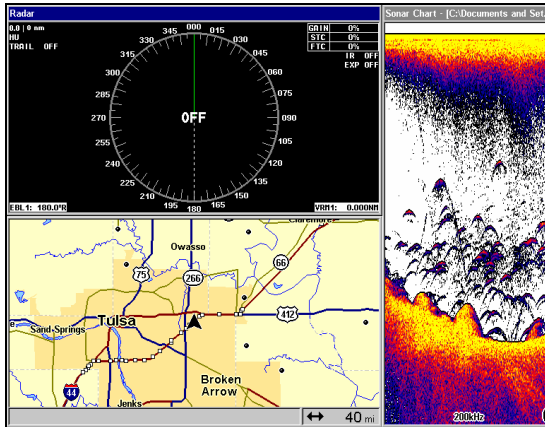 Radar
0.0 | 0 nm
HU
TRAIL OFF
GAIN 0%
STC 0%
FTC 0%
IR OFF
EXP OFF
000
015
030
045
060
075
090
105
120
135
150
165
180
195
210
225
240
255
270
285
300
315
330
345
OFF
EBL1: 180.0°R
VRM1: 0.000NM
Sonar Chart - [C:\Documents and Set
200kHz
Claremore
Owasso
66
75
266
412
Sand Springs
Tulsa
Broken
Arrow
44
Jenks
40 mi